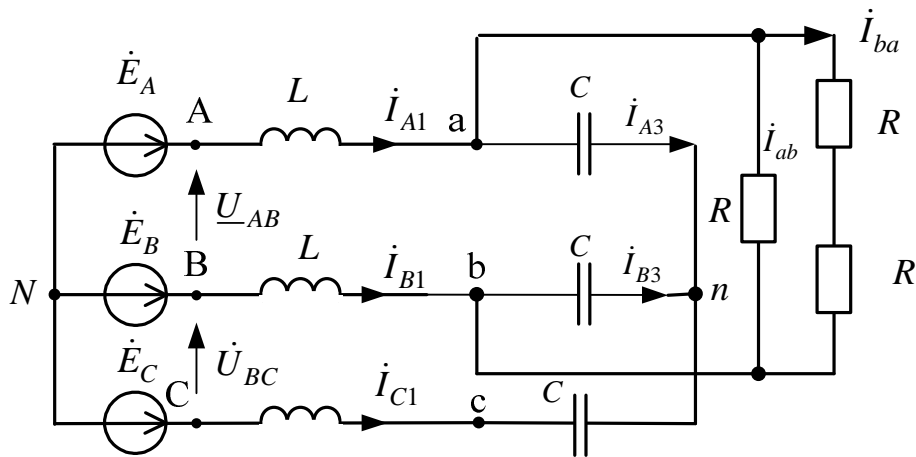 İ_ba
Ė_A
A
L
İ_A1
a
C
İ_A3
R
İ_ab
R
U_AB
Ė_B
B
L
İ_B1
b
C
İ_B3
R
N
n
Ė_C
C
U̇_BC
İ_C1
c
C